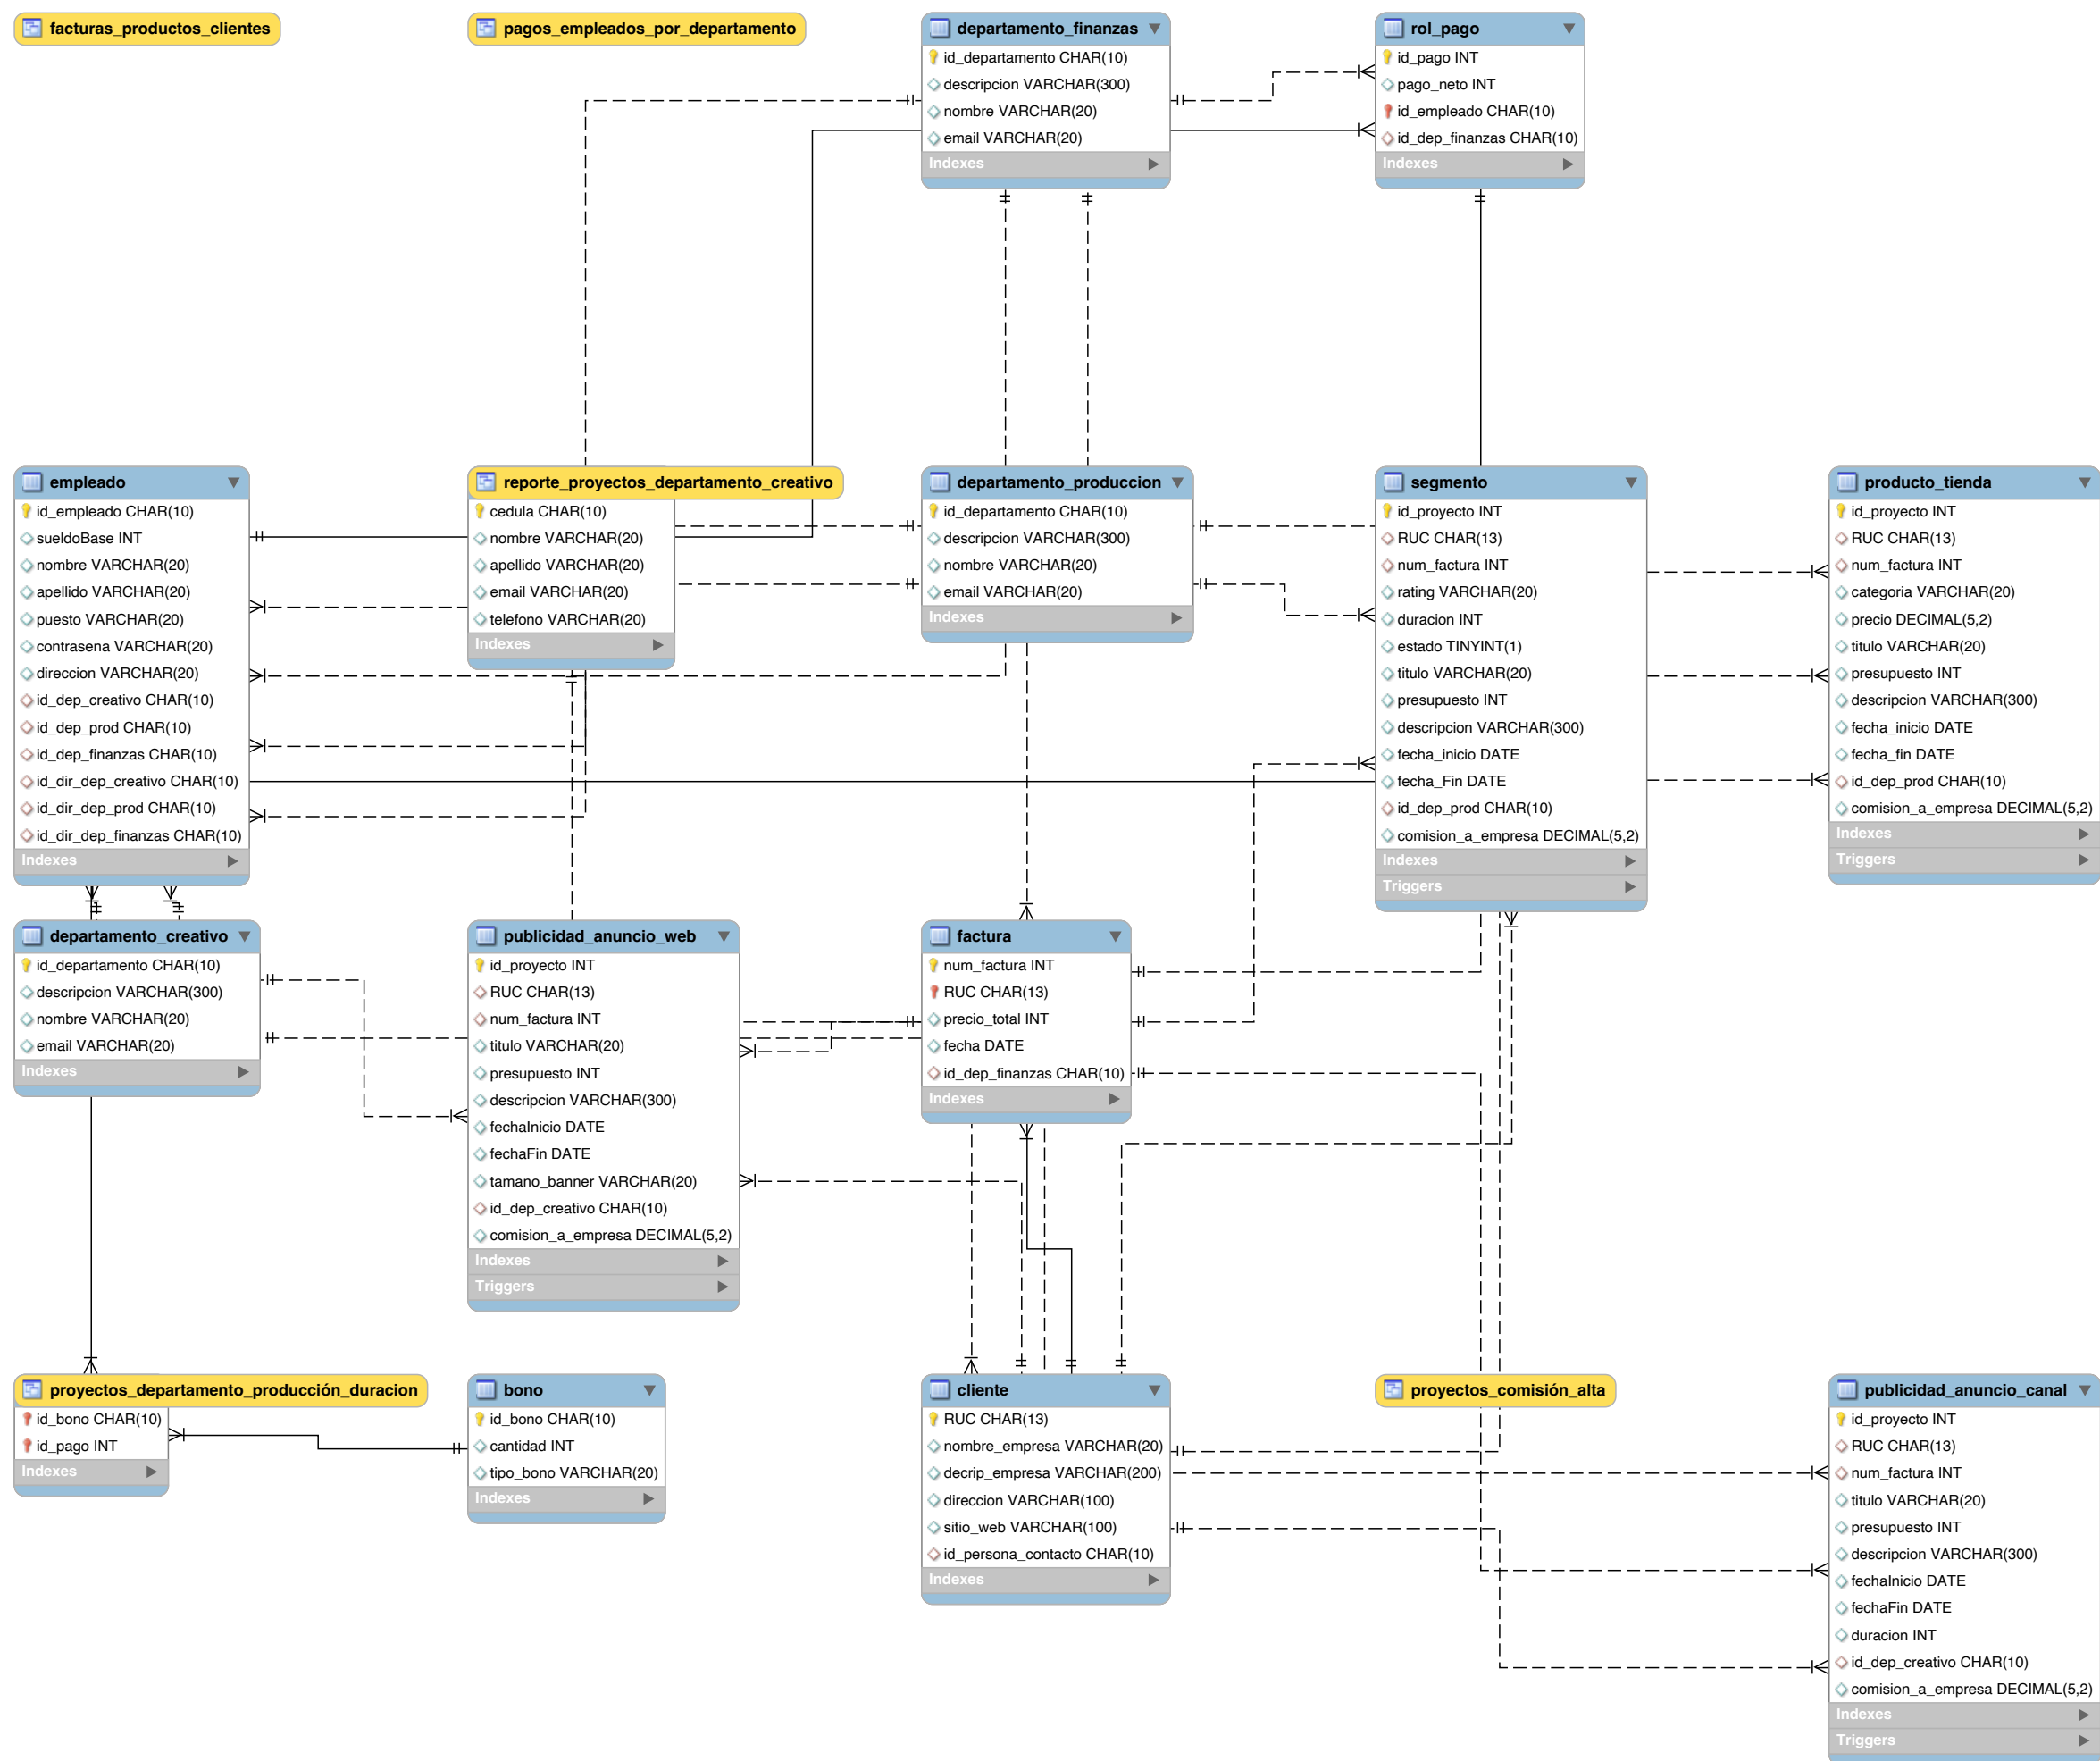 facturas_productos_clientes
pagos_empleados_por_departamento
departamento_finanzas
id_departamento CHAR(10)
descripcion VARCHAR(300)
nombre VARCHAR(20)
email VARCHAR(20)
Indexes
rol_pago
id_pago INT
pago_neto INT
id_empleado CHAR(10)
id_dep_finanzas CHAR(10)
Indexes
empleado
id_empleado CHAR(10)
sueldoBase INT
nombre VARCHAR(20)
apellido VARCHAR(20)
puesto VARCHAR(20)
contrasena VARCHAR(20)
direccion VARCHAR(20)
id_dep_creativo CHAR(10)
id_dep_prod CHAR(10)
id_dep_finanzas CHAR(10)
id_dir_dep_creativo CHAR(10)
id_dir_dep_prod CHAR(10)
id_dir_dep_finanzas CHAR(10)
Indexes
reporte_proyectos_departamento_creativo
cedula CHAR(10)
nombre VARCHAR(20)
apellido VARCHAR(20)
email VARCHAR(20)
telefono VARCHAR(20)
Indexes
departamento_produccion
id_departamento CHAR(10)
descripcion VARCHAR(300)
nombre VARCHAR(20)
email VARCHAR(20)
Indexes
segmento
id_proyecto INT
RUC CHAR(13)
num_factura INT
rating VARCHAR(20)
duracion INT
estado TINYINT(1)
titulo VARCHAR(20)
presupuesto INT
descripcion VARCHAR(300)
fecha_inicio DATE
fecha_Fin DATE
id_dep_prod CHAR(10)
comision_a_empresa DECIMAL(5,2)
Indexes
Triggers
producto_tienda
id_proyecto INT
RUC CHAR(13)
num_factura INT
categoria VARCHAR(20)
precio DECIMAL(5,2)
titulo VARCHAR(20)
presupuesto INT
descripcion VARCHAR(300)
fecha_inicio DATE
fecha_fin DATE
id_dep_prod CHAR(10)
comision_a_empresa DECIMAL(5,2)
Indexes
Triggers
departamento_creativo
id_departamento CHAR(10)
descripcion VARCHAR(300)
nombre VARCHAR(20)
email VARCHAR(20)
Indexes
publicidad_anuncio_web
id_proyecto INT
RUC CHAR(13)
num_factura INT
titulo VARCHAR(20)
presupuesto INT
descripcion VARCHAR(300)
fechaInicio DATE
fechaFin DATE
tamano_banner VARCHAR(20)
id_dep_creativo CHAR(10)
comision_a_empresa DECIMAL(5,2)
Indexes
Triggers
factura
num_factura INT
RUC CHAR(13)
precio_total INT
fecha DATE
id_dep_finanzas CHAR(10)
Indexes
proyectos_departamento_producción_duracion
id_bono CHAR(10)
id_pago INT
Indexes
bono
id_bono CHAR(10)
cantidad INT
tipo_bono VARCHAR(20)
Indexes
cliente
RUC CHAR(13)
nombre_empresa VARCHAR(20)
decrip_empresa VARCHAR(200)
direccion VARCHAR(100)
sitio_web VARCHAR(100)
id_persona_contacto CHAR(10)
Indexes
proyectos_comisión_alta
publicidad_anuncio_canal
id_proyecto INT
RUC CHAR(13)
num_factura INT
titulo VARCHAR(20)
presupuesto INT
descripcion VARCHAR(300)
fechaInicio DATE
fechaFin DATE
duracion INT
id_dep_creativo CHAR(10)
comision_a_empresa DECIMAL(5,2)
Indexes
Triggers